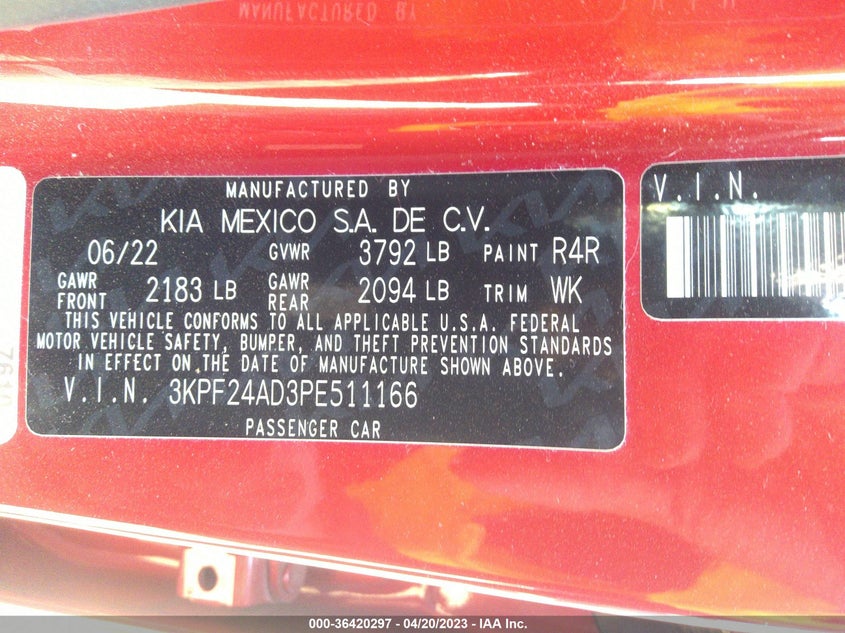 MANUFACTURED BY
KIA MEXICO S.A. DE C.V.
06/22 GVWR 3792 LB PAINT R4R
GAWR FRONT 2183 LB GAWR REAR 2094 LB TRIM WK
THIS VEHICLE CONFORMS TO ALL APPLICABLE U.S.A. FEDERAL
MOTOR VEHICLE SAFETY, BUMPER, AND THEFT PREVENTION STANDARDS
IN EFFECT ON THE DATE OF MANUFACTURE SHOWN ABOVE.
V.I.N. 3KPF24AD3PE511166
PASSENGER CAR
V.I.N.
000-36420297 - 04/20/2023 - IAA Inc.